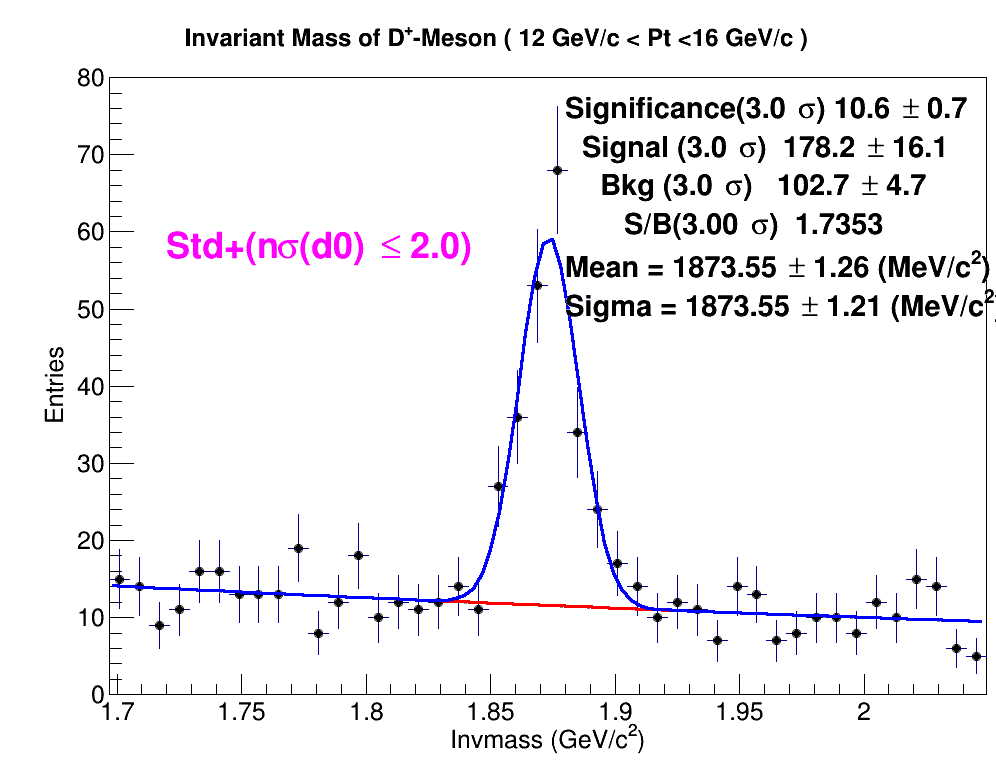 Invariant Mass of D⁺-Meson ( 12 GeV/c < Pt <16 GeV/c )
80
70
60
50
40
30
20
10
0
Entries
Significance(3.0 σ) 10.6 ± 0.7
Signal (3.0 σ) 178.2 ± 16.1
Bkg (3.0 σ) 102.7 ± 4.7
S/B(3.00 σ) 1.7353
Mean = 1873.55 ± 1.26 (MeV/c²)
Sigma = 1873.55 ± 1.21 (MeV/c²)
Std+(nσ(d0) ≤ 2.0)
1.7 1.75 1.8 1.85 1.9 1.95 2
Invmass (GeV/c²)